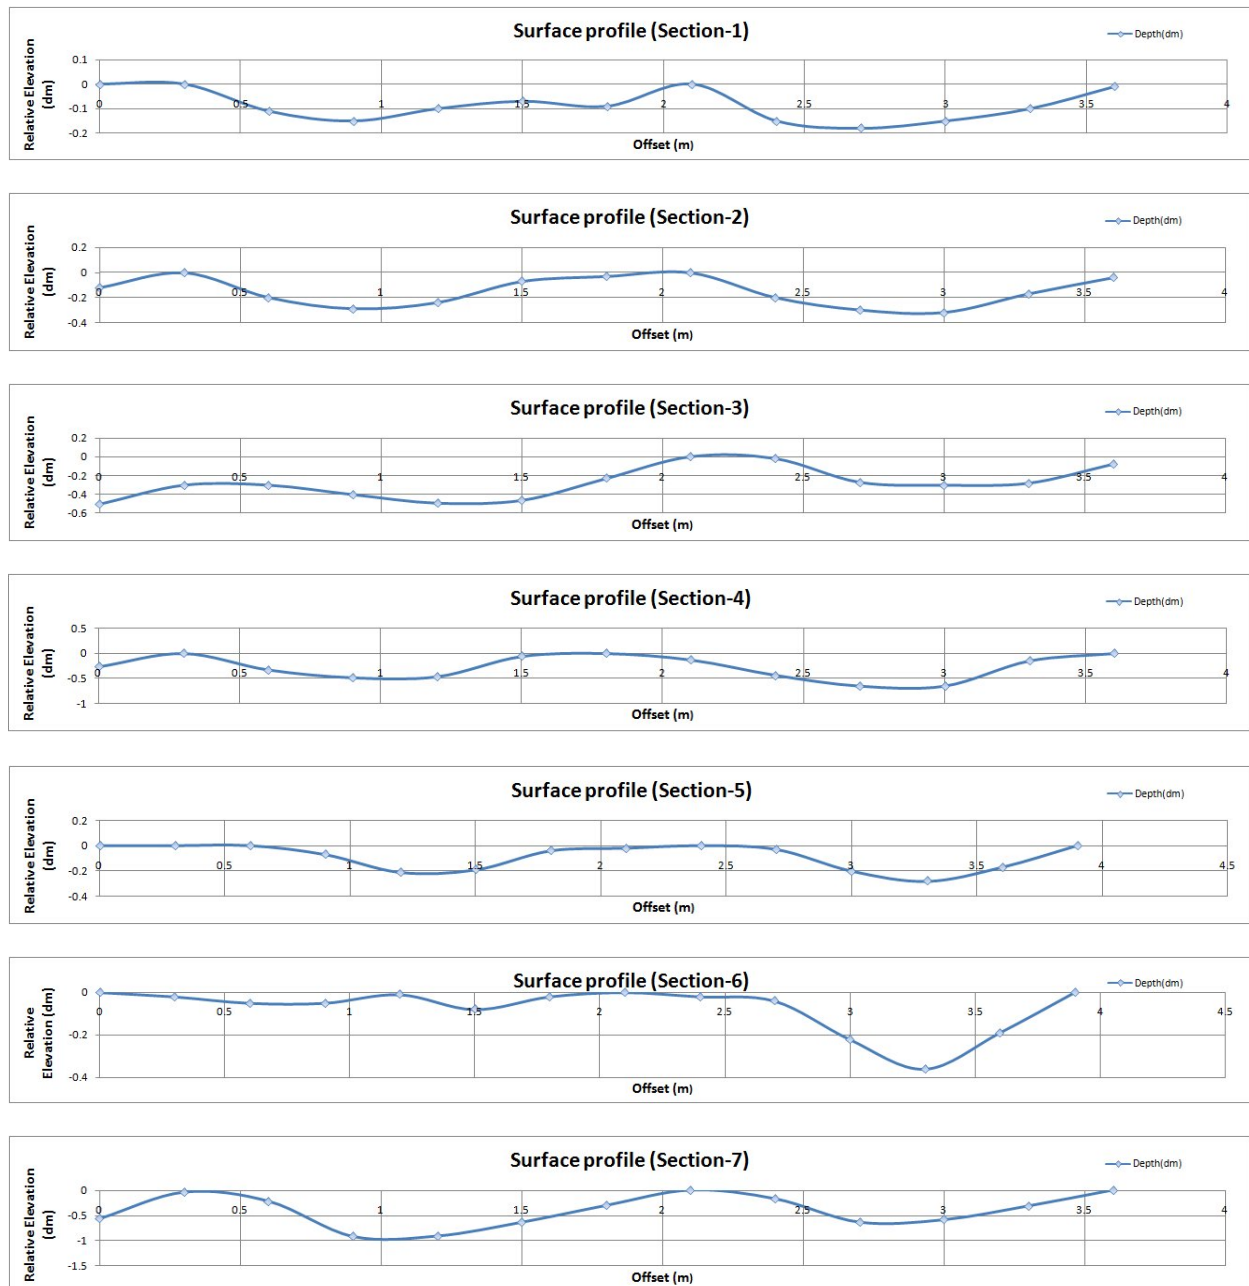 Surface profile (Section-1)
Depth(dm)
Relative Elevation
(dm)
0.1
0
-0.1
-0.2
0
0.5
1
1.5
2
2.5
3
3.5
4
Offset (m)
Surface profile (Section-2)
Depth(dm)
Relative Elevation
(dm)
0.2
0
-0.2
-0.4
0
0.5
1
1.5
2
2.5
3
3.5
4
Offset (m)
Surface profile (Section-3)
Depth(dm)
Relative Elevation
(dm)
0.2
0
-0.2
-0.4
-0.6
0
0.5
1
1.5
2
2.5
3
3.5
4
Offset (m)
Surface profile (Section-4)
Depth(dm)
Relative Elevation
(dm)
0.5
0
-0.5
-1
0
0.5
1
1.5
2
2.5
3
3.5
4
Offset (m)
Surface profile (Section-5)
Depth(dm)
Relative Elevation
(dm)
0.2
0
-0.2
-0.4
0
0.5
1
1.5
2
2.5
3
3.5
4
4.5
Offset (m)
Surface profile (Section-6)
Depth(dm)
Relative
Elevation (dm)
0
-0.2
-0.4
0
0.5
1
1.5
2
2.5
3
3.5
4
4.5
Offset (m)
Surface profile (Section-7)
Depth(dm)
Relative Elevation
(dm)
0
-0.5
-1
-1.5
0
0.5
1
1.5
2
2.5
3
3.5
4
Offset (m)